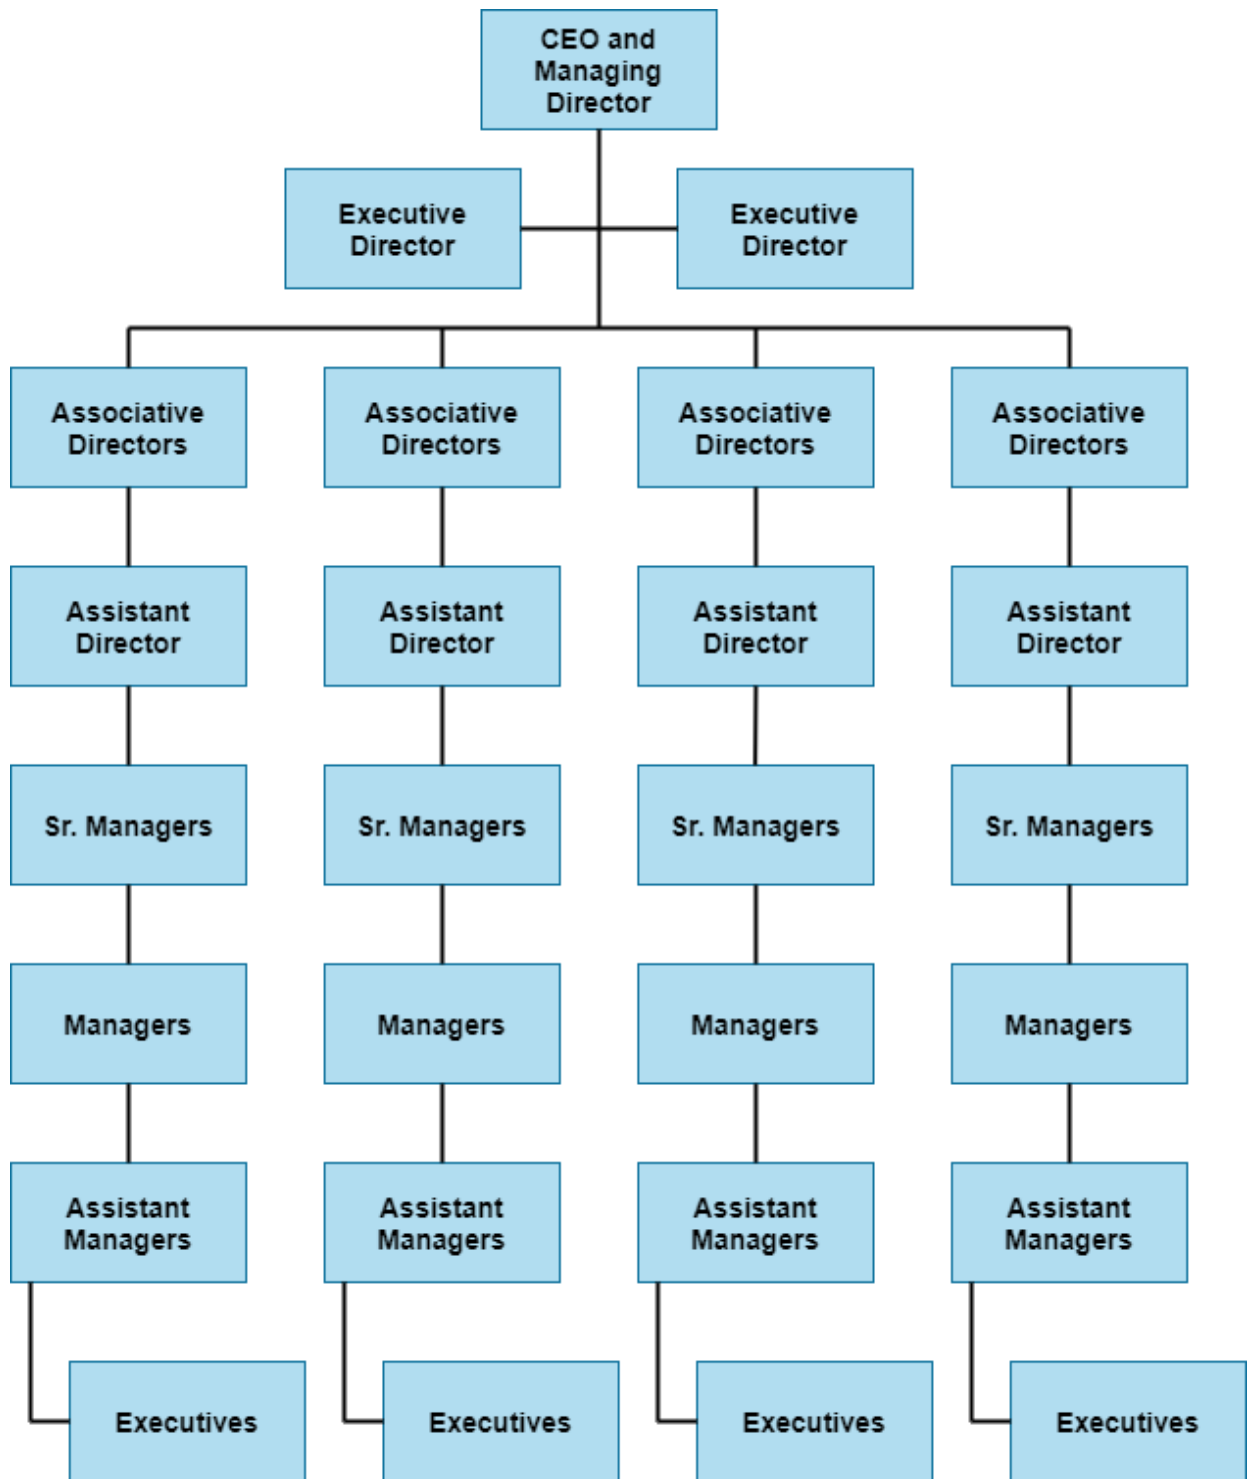 CEO and
Managing
Director
Executive
Director
Executive
Director
Associative
Directors
Associative
Directors
Associative
Directors
Associative
Directors
Assistant
Director
Assistant
Director
Assistant
Director
Assistant
Director
Sr. Managers
Sr. Managers
Sr. Managers
Sr. Managers
Managers
Managers
Managers
Managers
Assistant
Managers
Assistant
Managers
Assistant
Managers
Assistant
Managers
Executives
Executives
Executives
Executives